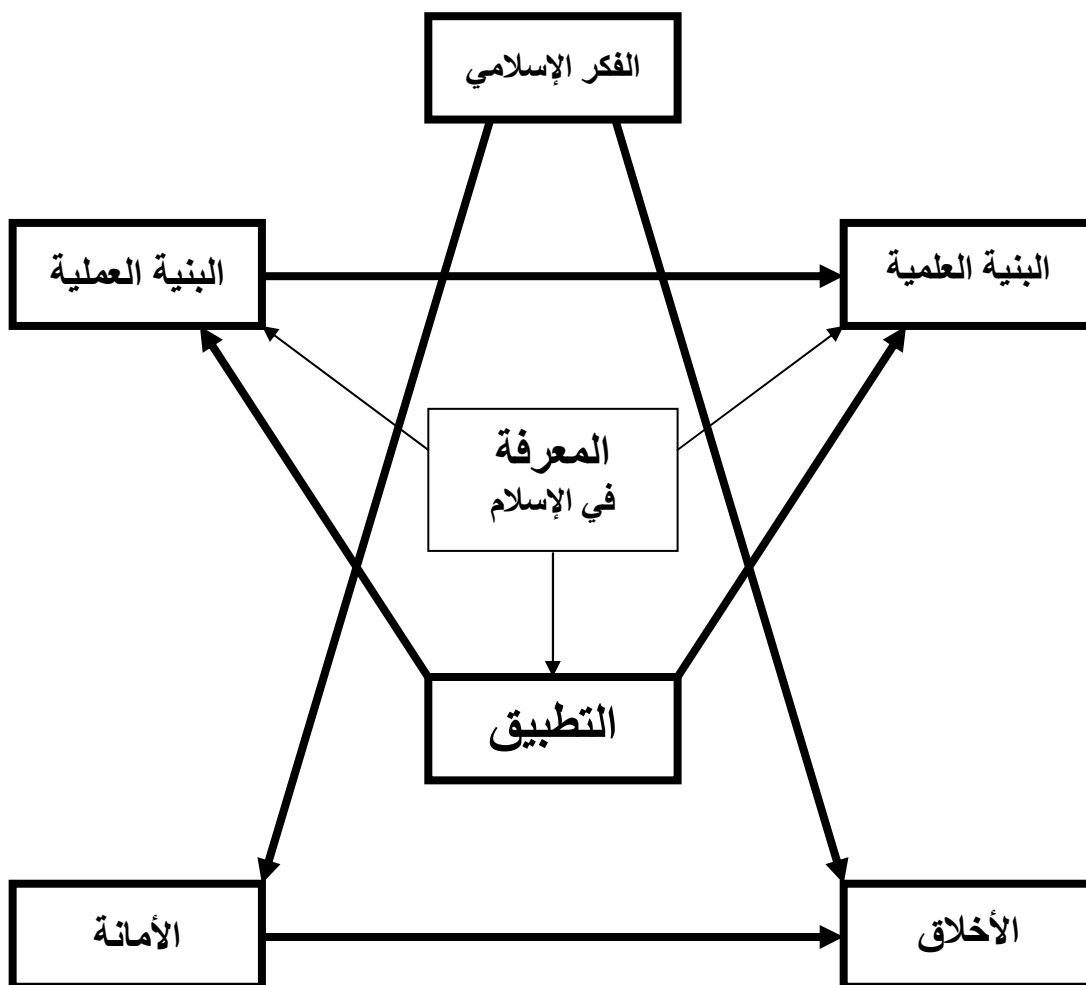 الفكر الإسلامي
البنية العلمية
البنية العملية
المعرفة
في الإسلام
التطبيق
الأخلاق
الأمانة